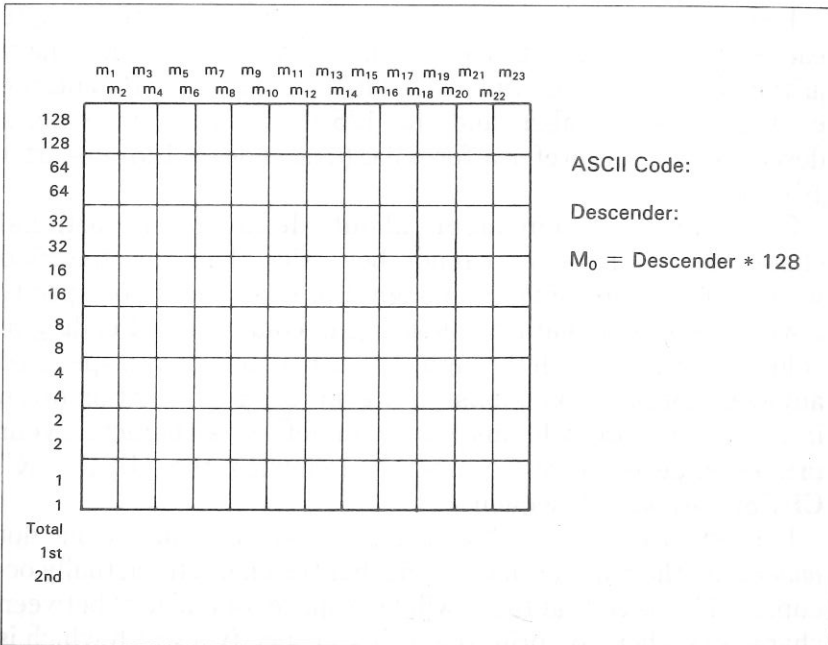 m₁ m₃ m₅ m₇ m₉ m₁₁ m₁₃ m₁₅ m₁₇ m₁₉ m₂₁ m₂₃
m₂ m₄ m₆ m₈ m₁₀ m₁₂ m₁₄ m₁₆ m₁₈ m₂₀ m₂₂
128
128
64
64
32
32
16
16
8
8
4
4
2
2
1
1
Total
1st
2nd
ASCII Code:
Descender:
M₀ = Descender * 128